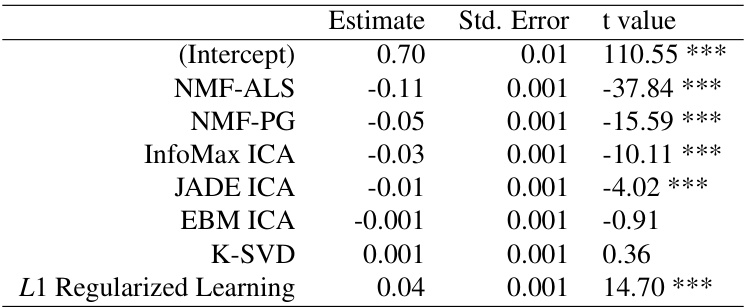 Estimate Std. Error t value
(Intercept) 0.70 0.01 110.55 ***
NMF-ALS -0.11 0.001 -37.84 ***
NMF-PG -0.05 0.001 -15.59 ***
InfoMax ICA -0.03 0.001 -10.11 ***
JADE ICA -0.01 0.001 -4.02 ***
EBM ICA -0.001 0.001 -0.91
K-SVD 0.001 0.001 0.36
L1 Regularized Learning 0.04 0.001 14.70 ***